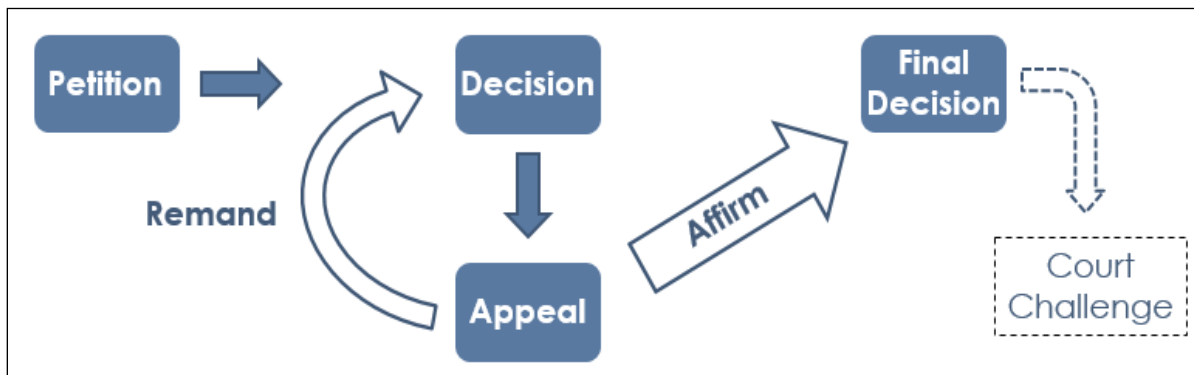 Petition
Decision
Final
Decision
Remand
Affirm
Appeal
Court
Challenge